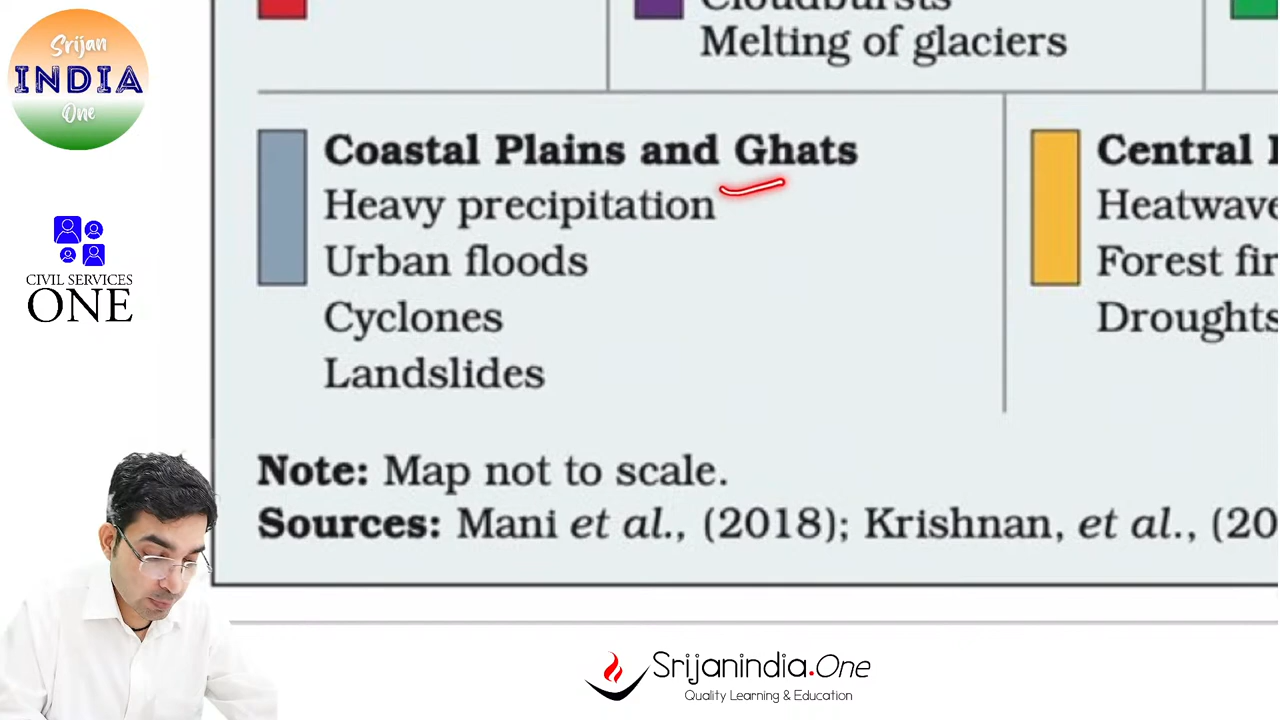 Srijan
INDIA
One
CIVIL SERVICES
ONE
Cloudbursts
Melting of glaciers
Coastal Plains and Ghats
Heavy precipitation
Urban floods
Cyclones
Landslides
Central
Heatwave
Forest fir
Droughts
Note: Map not to scale.
Sources: Mani et al., (2018); Krishnan, et al., (20
Srijanindia.One
Quality Learning & Education